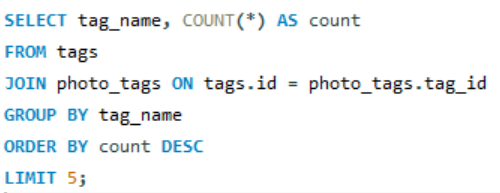 SELECT tag_name, COUNT(*) AS count
FROM tags
JOIN photo_tags ON tags.id = photo_tags.tag_id
GROUP BY tag_name
ORDER BY count DESC
LIMIT 5;